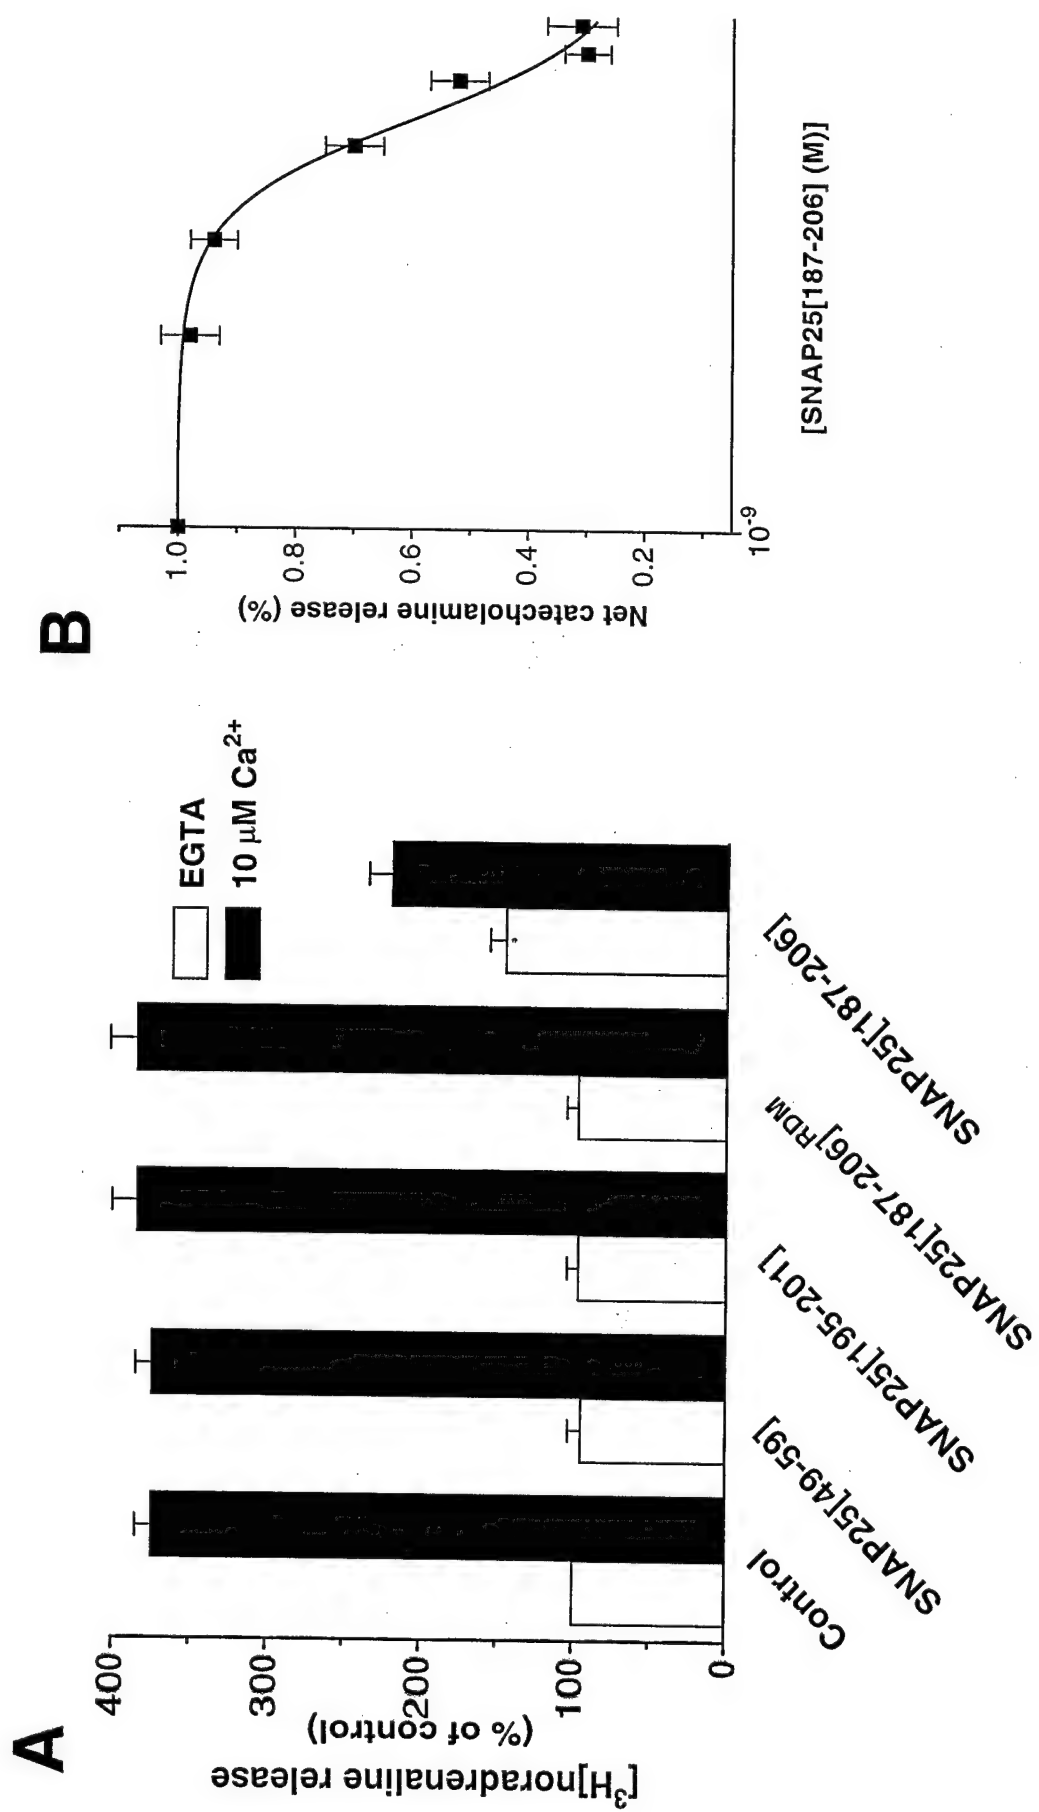 A
[³H]noradrenaline release
(% of control)
400
300
200
100
0
EGTA
10 μM Ca²⁺
Control
SNAP25[49-59]
SNAP25[195-201]
SNAP25[187-206]ᴿᴰᴹ
SNAP25[187-206]
B
Net catecholamine release (%)
1.0
0.8
0.6
0.4
0.2
10⁻⁹
[SNAP25[187-206] (M)]